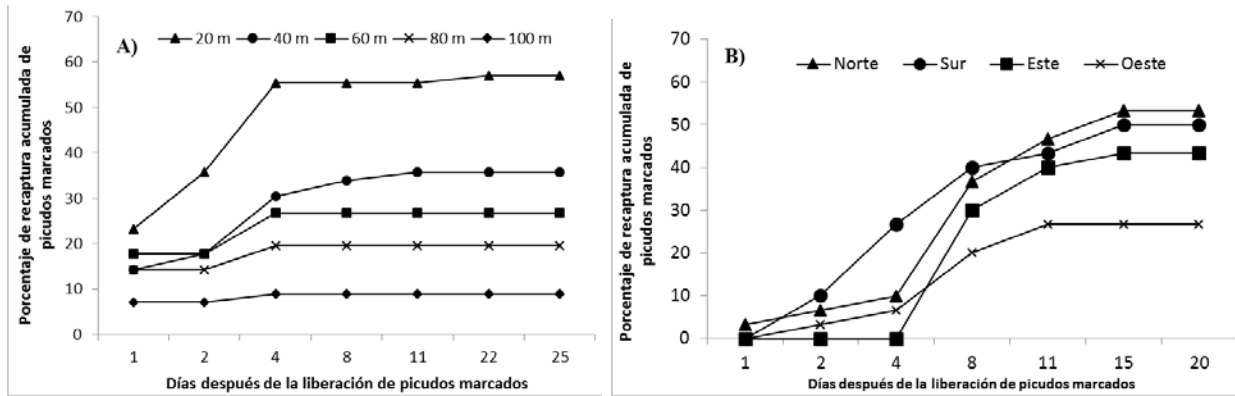 A)
20 m 40 m 60 m 80 m 100 m
Porcentaje de recaptura acumulada de
picudos marcados
70
60
50
40
30
20
10
0
1 2 4 8 11 22 25
Días después de la liberación de picudos marcados
B)
Norte Sur Este Oeste
Porcentaje de recaptura acumulada de
picudos marcados
70
60
50
40
30
20
10
0
1 2 4 8 11 15 20
Días después de la liberación de picudos marcados